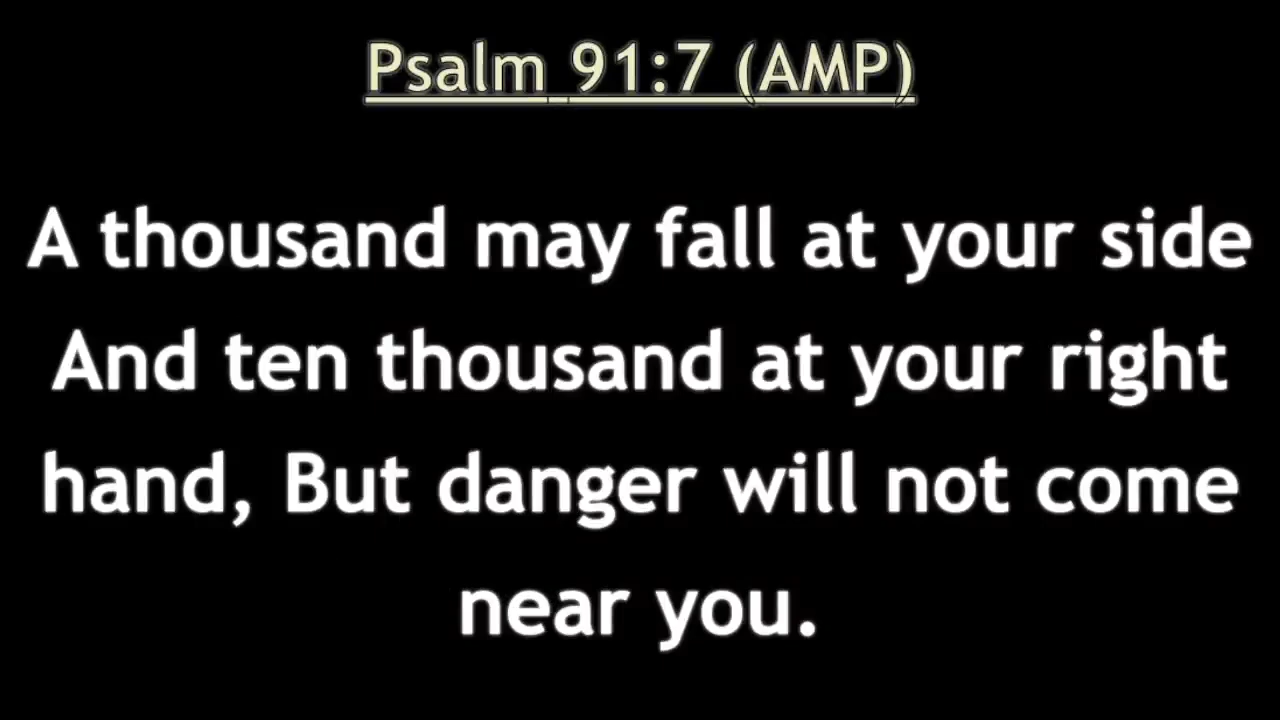 Psalm 91:7 (AMP)
A thousand may fall at your side
And ten thousand at your right
hand, But danger will not come
near you.